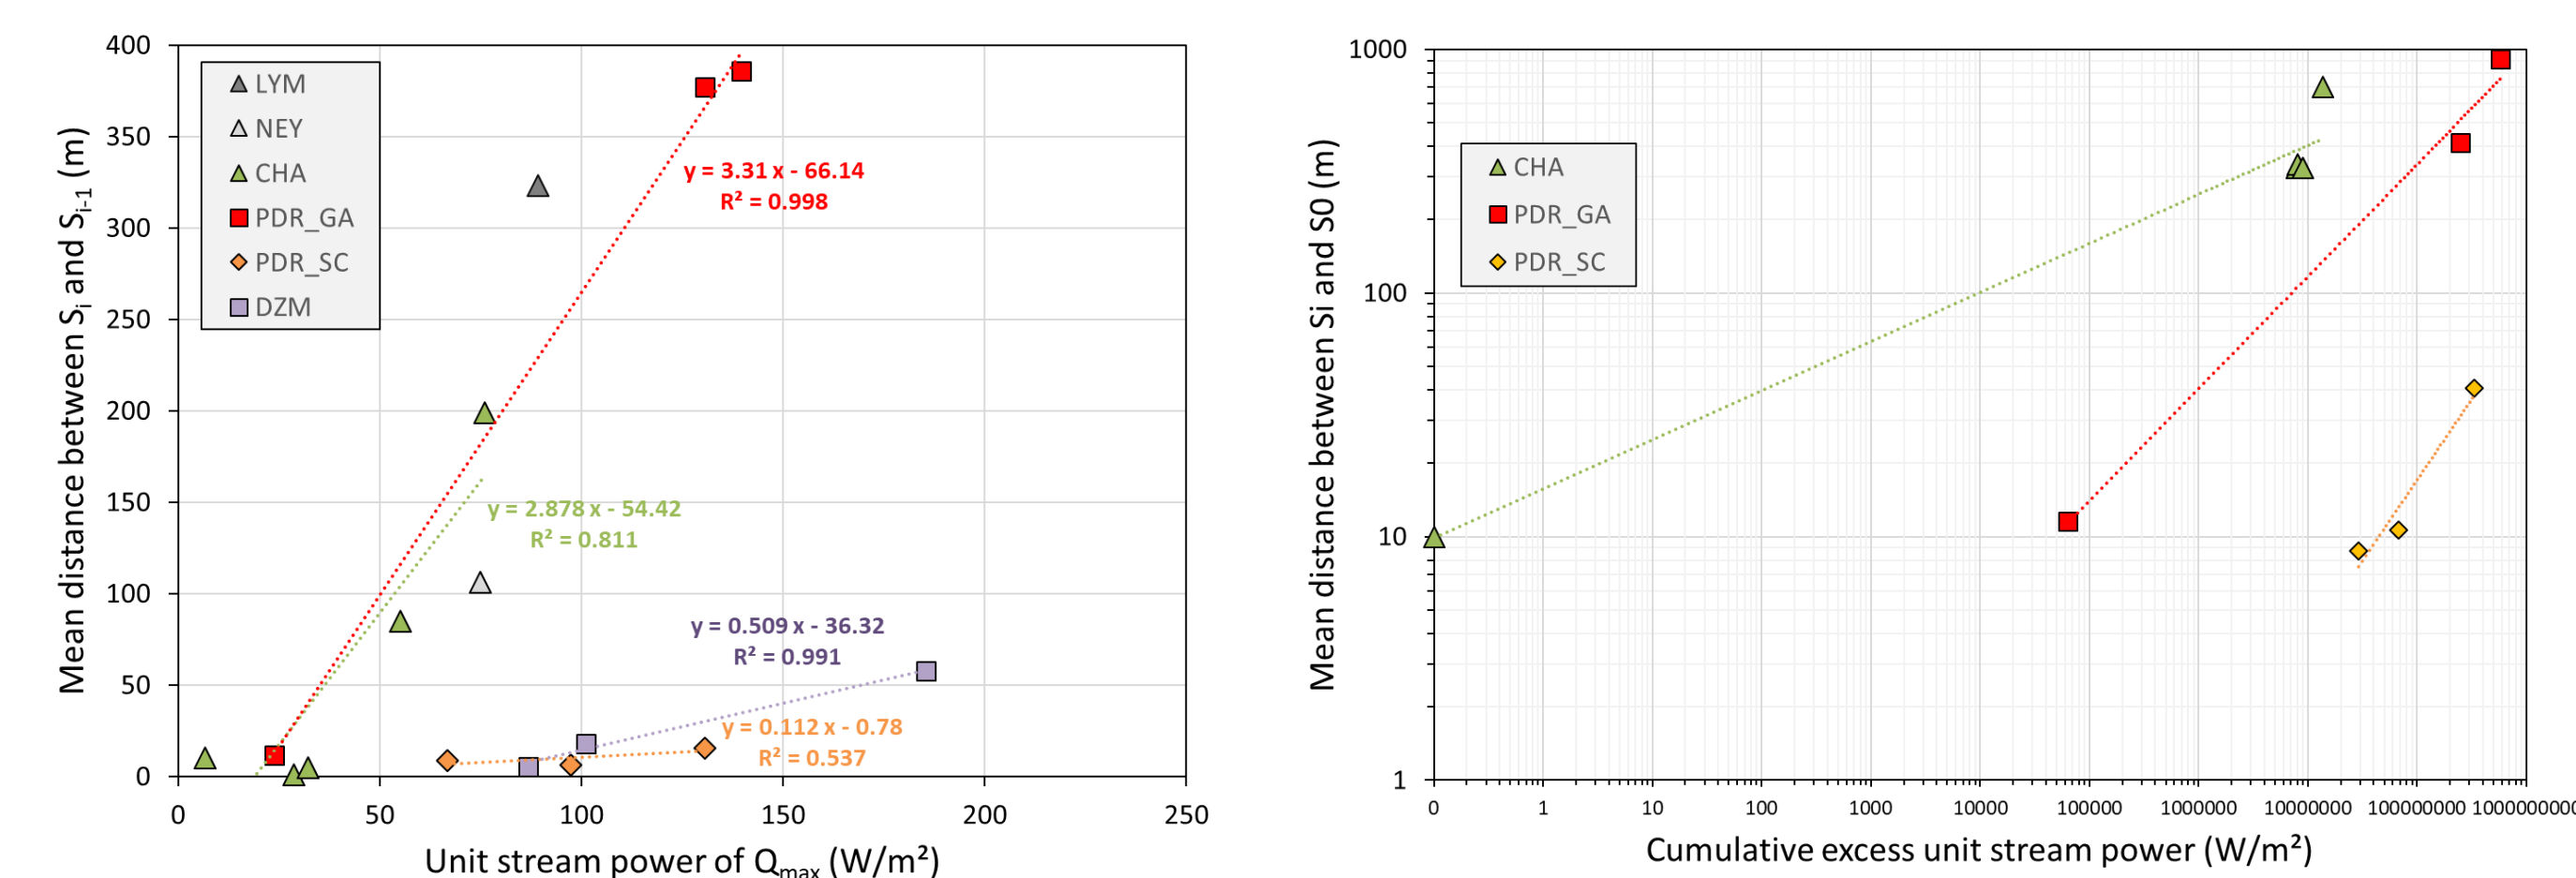 Mean distance between Si and Si-1 (m)
400
350
300
250
200
150
100
50
0
LYM
NEY
CHA
PDR_GA
PDR_SC
DZM
y = 3.31 x - 66.14
R² = 0.998
y = 2.878 x - 54.42
R² = 0.811
y = 0.509 x - 36.32
R² = 0.991
y = 0.112 x - 0.78
R² = 0.537
0 50 100 150 200 250
Unit stream power of Qmax (W/m²)
Mean distance between Si and S0 (m)
1000
100
10
1
CHA
PDR_GA
PDR_SC
0 1 10 100 1000 10000 100000 1000000 10000000 100000000 1000000000
Cumulative excess unit stream power (W/m²)